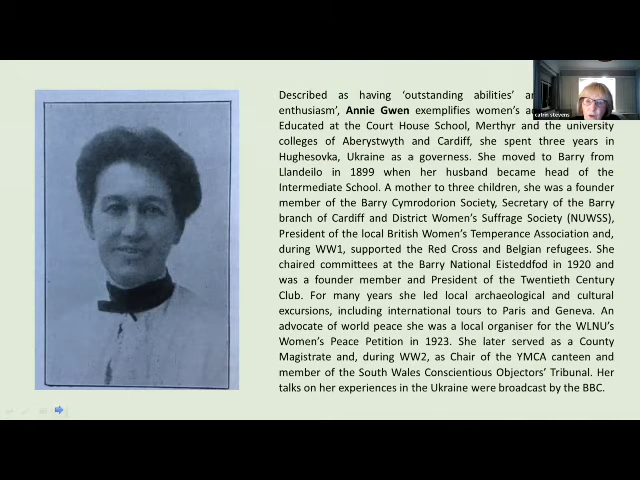 Described as having ‘outstanding abilities’
enthusiasm’, Annie Gwen exemplifies women’s
Educated at the Court House School, Merthyr and the university
colleges of Aberystwyth and Cardiff, she spent three years in
Hughesovka, Ukraine as a governess. She moved to Barry from
Llandeilo in 1899 when her husband became head of the
Intermediate School. A mother to three children, she was a founder
member of the Barry Cymrodorion Society, Secretary of the Barry
branch of Cardiff and District Women’s Suffrage Society (NUWSS),
President of the local British Women’s Temperance Association and,
during WW1, supported the Red Cross and Belgian refugees. She
chaired committees at the Barry National Eisteddfod in 1920 and
was a founder member and President of the Twentieth Century
Club. For many years she led local archaeological and cultural
excursions, including international tours to Paris and Geneva. An
advocate of world peace she was a local organiser for the WLNU’s
Women’s Peace Petition in 1923. She later served as a County
Magistrate and, during WW2, as Chair of the YMCA canteen and
member of the South Wales Conscientious Objectors’ Tribunal. Her
talks on her experiences in the Ukraine were broadcast by the BBC.
catrin stevens